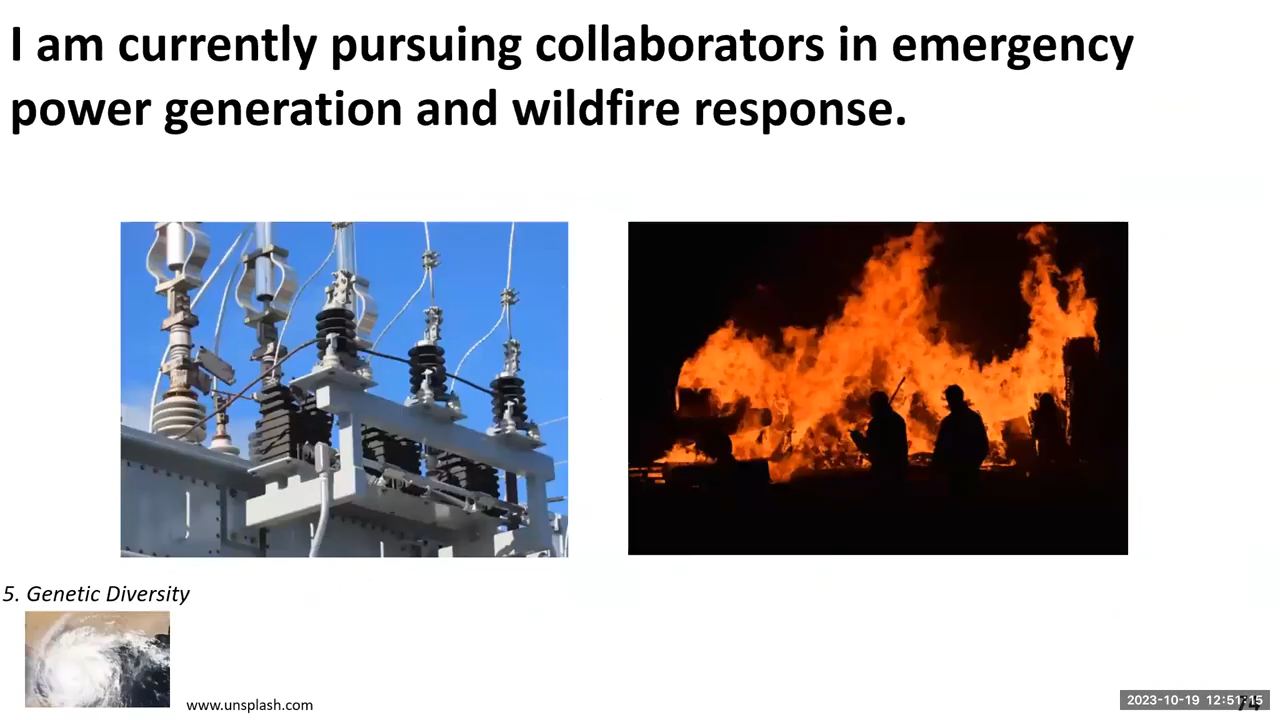 I am currently pursuing collaborators in emergency
power generation and wildfire response.
5. Genetic Diversity
www.unsplash.com
2023-10-19 12:51:15